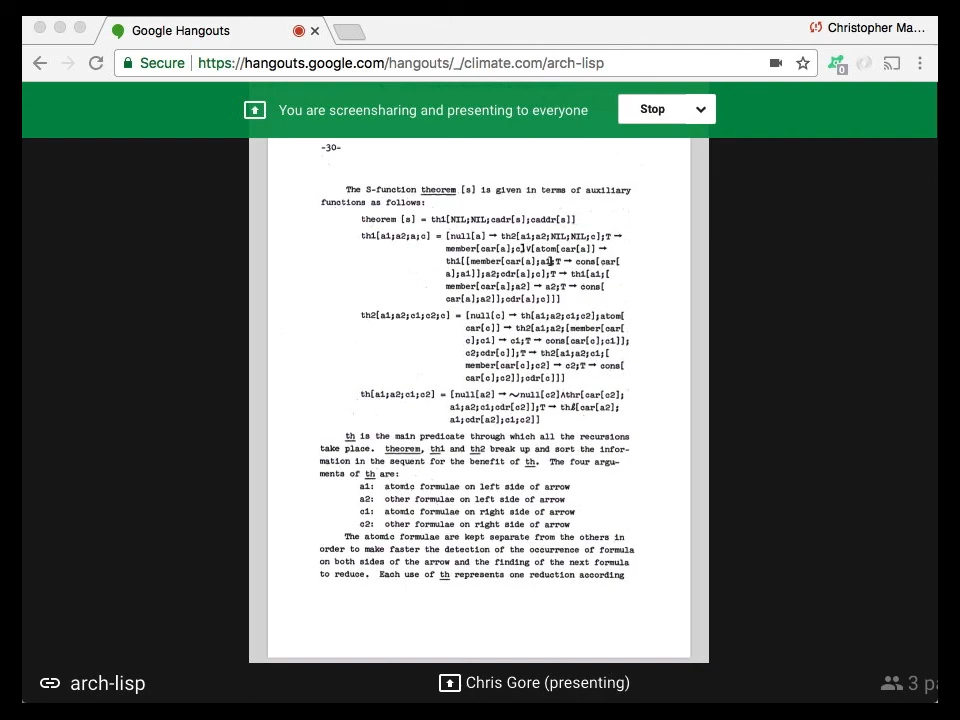 Google Hangouts
Christopher Ma...
Secure
https://hangouts.google.com/hangouts/_/climate.com/arch-lisp
0
You are screensharing and presenting to everyone
Stop
-30-
The S-function theorem [s] is given in terms of auxiliary
functions as follows:
theorem [s] = th1[NIL;NIL;cadr[s];caddr[s]]
th1[a1;a2;a;c] = [null[a] → th2[a1;a2;NIL;NIL;c];T →
member[car[a];c]∨[atom[car[a]] →
th1[[member[car[a];a1];T → cons[car[
a];a1]];a2;cdr[a];c];T → th1[a1;[
member[car[a];a2] → a2;T → cons[
car[a];a2]];cdr[a];c]]]
th2[a1;a2;c1;c2;c] = [null[c] → th[a1;a2;c1;c2];atom[
car[c]] → th2[a1;a2;[member[car[
c];c1] → c1;T → cons[car[c];c1]];
c2;cdr[c]];T → th2[a1;a2;c1;[
member[car[c];c2] → c2;T → cons[
car[c];c2]];cdr[c]]]
th[a1;a2;c1;c2] = [null[a2] → ~null[c2]∧thr[car[c2];
a1;a2;c1;cdr[c2]];T → thℓ[car[a2];
a1;cdr[a2];c1;c2]]
th is the main predicate through which all the recursions
take place. theorem, th1 and th2 break up and sort the infor-
mation in the sequent for the benefit of th. The four argu-
ments of th are:
a1: atomic formulae on left side of arrow
a2: other formulae on left side of arrow
c1: atomic formulae on right side of arrow
c2: other formulae on right side of arrow
The atomic formulae are kept separate from the others in
order to make faster the detection of the occurrence of formula
on both sides of the arrow and the finding of the next formula
to reduce. Each use of th represents one reduction according
arch-lisp
Chris Gore (presenting)
3 pa